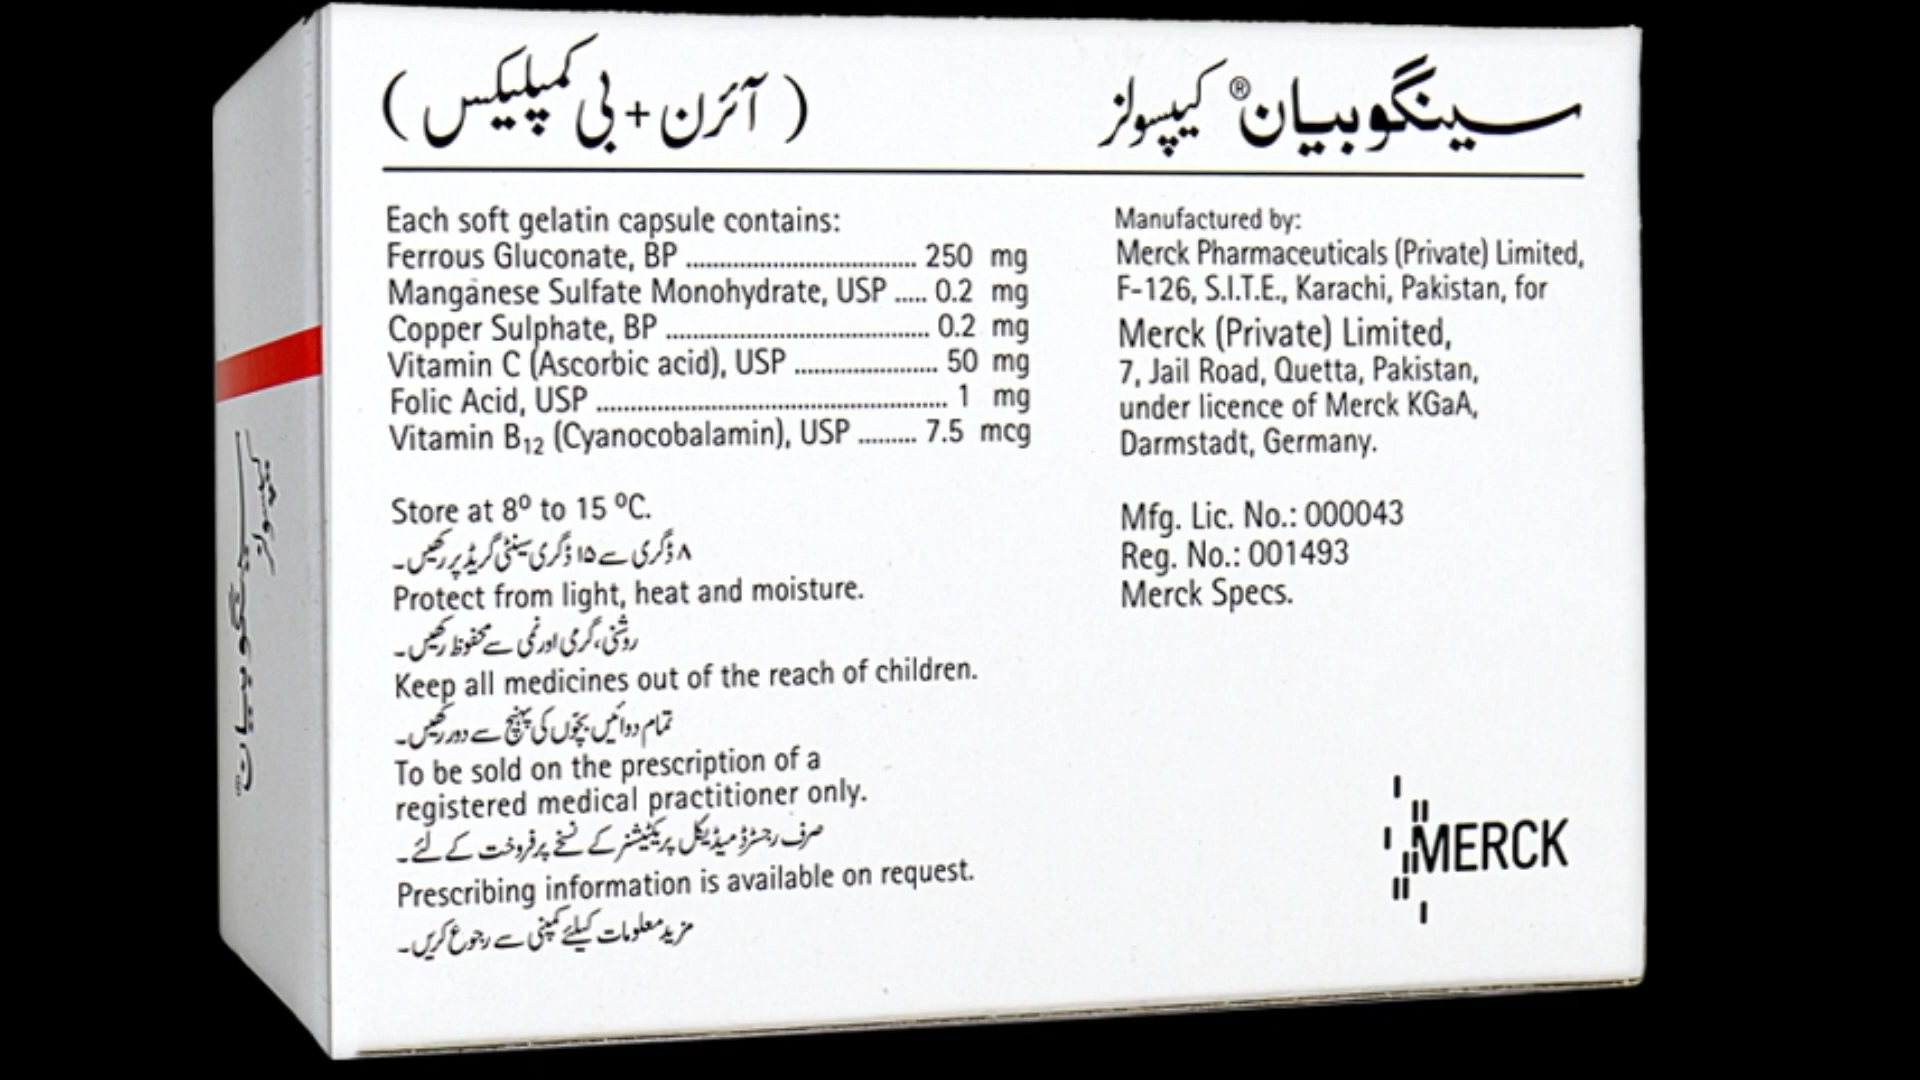 سینگوبیان® کیپسولز (آئرن + بی کمپلیکس)
Each soft gelatin capsule contains:
Ferrous Gluconate, BP .................................. 250 mg
Manganese Sulfate Monohydrate, USP ..... 0.2 mg
Copper Sulphate, BP ....................................... 0.2 mg
Vitamin C (Ascorbic acid), USP ..................... 50 mg
Folic Acid, USP .................................................... 1 mg
Vitamin B₁₂ (Cyanocobalamin), USP ......... 7.5 mcg
Store at 8º to 15 ºC.
۸ ڈگری سے ۱۵ ڈگری سینٹی گریڈ پر رکھیں۔
Protect from light, heat and moisture.
روشنی، گرمی اور نمی سے محفوظ رکھیں۔
Keep all medicines out of the reach of children.
تمام دوائیں بچّوں کی پہنچ سے دور رکھیں۔
To be sold on the prescription of a
registered medical practitioner only.
صرف رجسٹرڈ میڈیکل پریکٹیشنر کے نسخے پر فروخت کے لئے۔
Prescribing information is available on request.
مزید معلومات کیلئے کمپنی سے رجوع کریں۔
Manufactured by:
Merck Pharmaceuticals (Private) Limited,
F-126, S.I.T.E., Karachi, Pakistan, for
Merck (Private) Limited,
7, Jail Road, Quetta, Pakistan,
under licence of Merck KGaA,
Darmstadt, Germany.
Mfg. Lic. No.: 000043
Reg. No.: 001493
Merck Specs.
MERCK
سینگوبیان®
کیپسولز